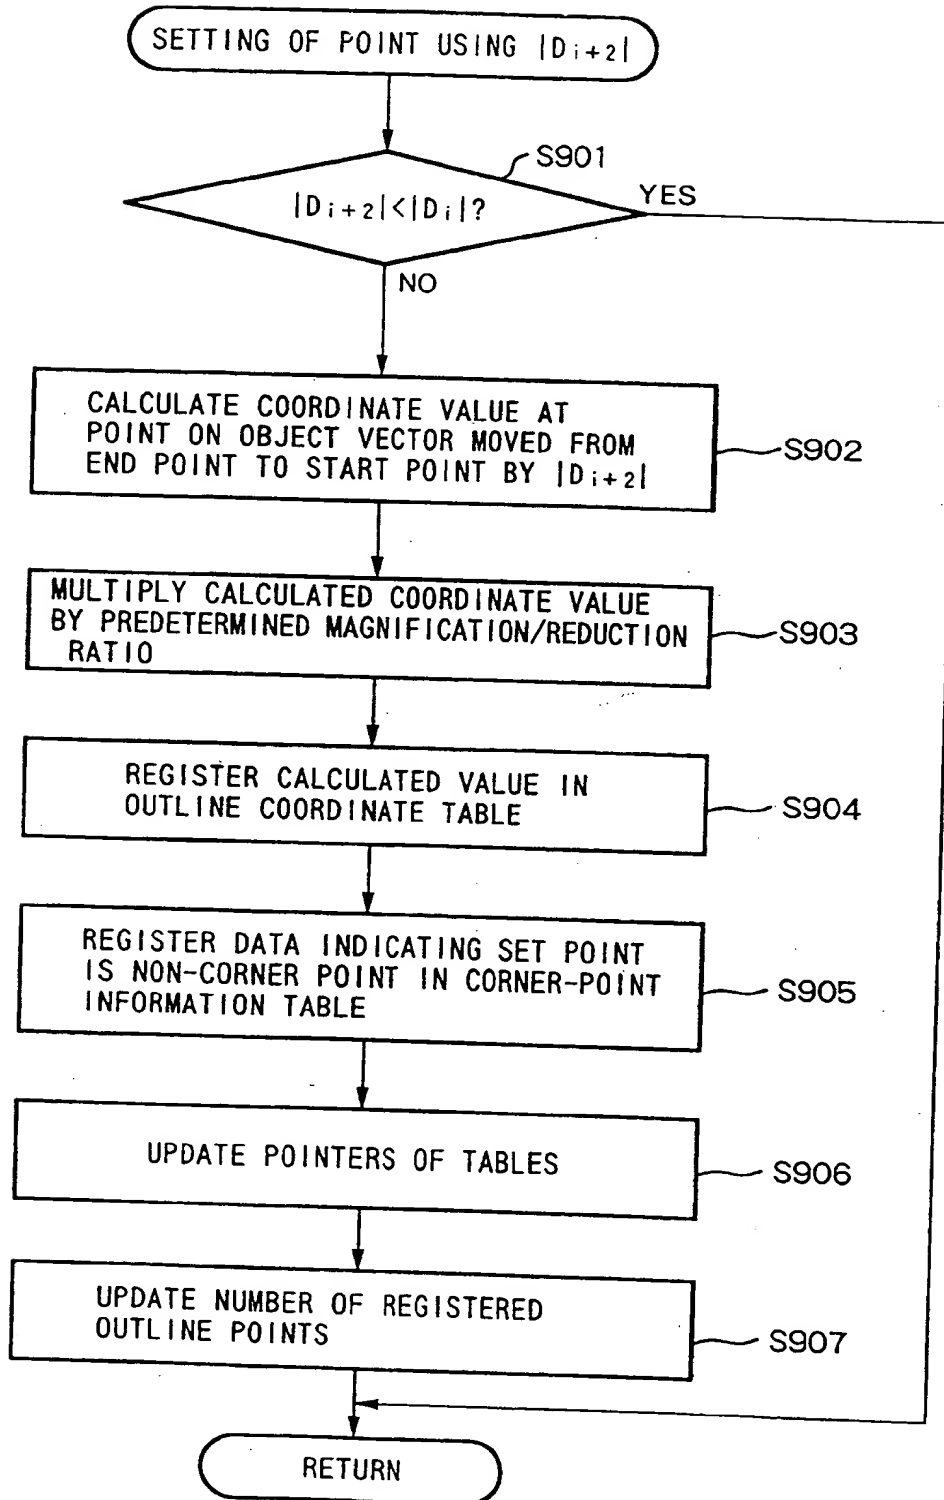 SETTING OF POINT USING |Di+2|
S901
|Di+2|<|Di|?
YES
NO
CALCULATE COORDINATE VALUE AT
POINT ON OBJECT VECTOR MOVED FROM
END POINT TO START POINT BY |Di+2|
S902
MULTIPLY CALCULATED COORDINATE VALUE
BY PREDETERMINED MAGNIFICATION/REDUCTION
RATIO
S903
REGISTER CALCULATED VALUE IN
OUTLINE COORDINATE TABLE
S904
REGISTER DATA INDICATING SET POINT
IS NON-CORNER POINT IN CORNER-POINT
INFORMATION TABLE
S905
UPDATE POINTERS OF TABLES
S906
UPDATE NUMBER OF REGISTERED
OUTLINE POINTS
S907
RETURN